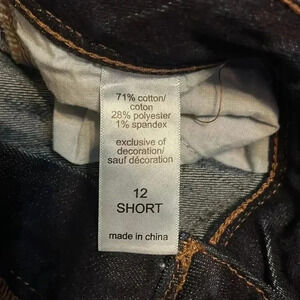 71% cotton/
coton
28% polyester
1% spandex
exclusive of
decoration/
sauf décoration
12
SHORT
made in china